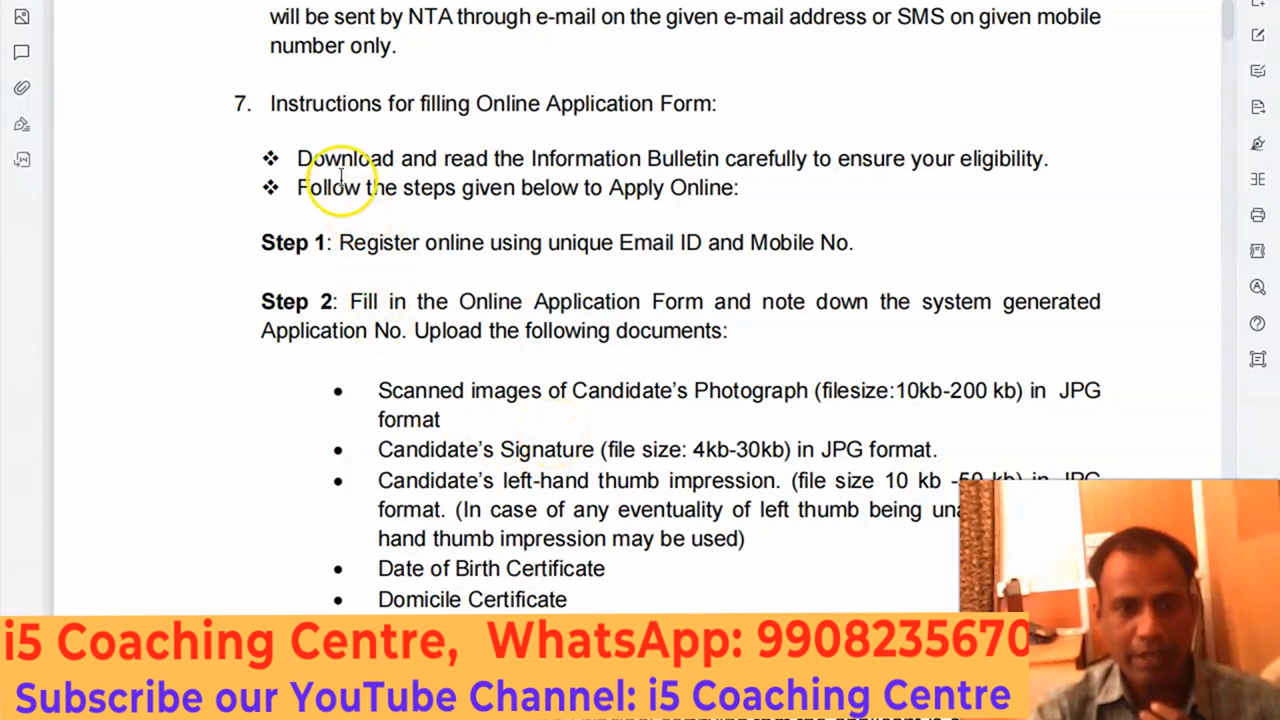 will be sent by NTA through e-mail on the given e-mail address or SMS on given mobile
number only.
7. Instructions for filling Online Application Form:
❖ Download and read the Information Bulletin carefully to ensure your eligibility.
❖ Follow the steps given below to Apply Online:
Step 1: Register online using unique Email ID and Mobile No.
Step 2: Fill in the Online Application Form and note down the system generated
Application No. Upload the following documents:
• Scanned images of Candidate's Photograph (filesize:10kb-200 kb) in JPG
format
• Candidate's Signature (file size: 4kb-30kb) in JPG format.
• Candidate's left-hand thumb impression. (file size 10 kb -50 kb) in JPG
format. (In case of any eventuality of left thumb being
hand thumb impression may be used)
• Date of Birth Certificate
• Domicile Certificate
i5 Coaching Centre, WhatsApp: 9908235670
Subscribe our YouTube Channel: i5 Coaching Centre